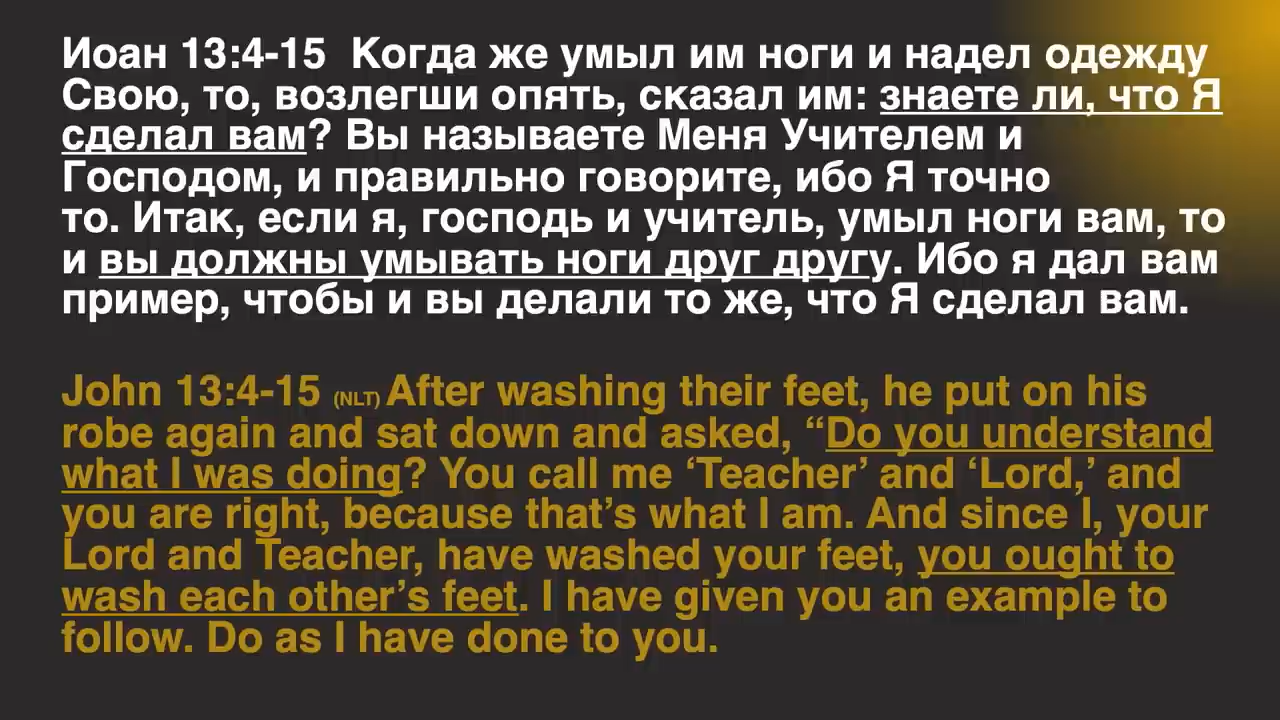 Иоан 13:4-15  Когда же умыл им ноги и надел одежду
Свою, то, возлегши опять, сказал им: знаете ли, что Я
сделал вам? Вы называете Меня Учителем и
Господом, и правильно говорите, ибо Я точно
то. Итак, если я, господь и учитель, умыл ноги вам, то
и вы должны умывать ноги друг другу. Ибо я дал вам
пример, чтобы и вы делали то же, что Я сделал вам.
John 13:4-15 (NLT) After washing their feet, he put on his
robe again and sat down and asked, “Do you understand
what I was doing? You call me ‘Teacher’ and ‘Lord,’ and
you are right, because that’s what I am. And since I, your
Lord and Teacher, have washed your feet, you ought to
wash each other’s feet. I have given you an example to
follow. Do as I have done to you.